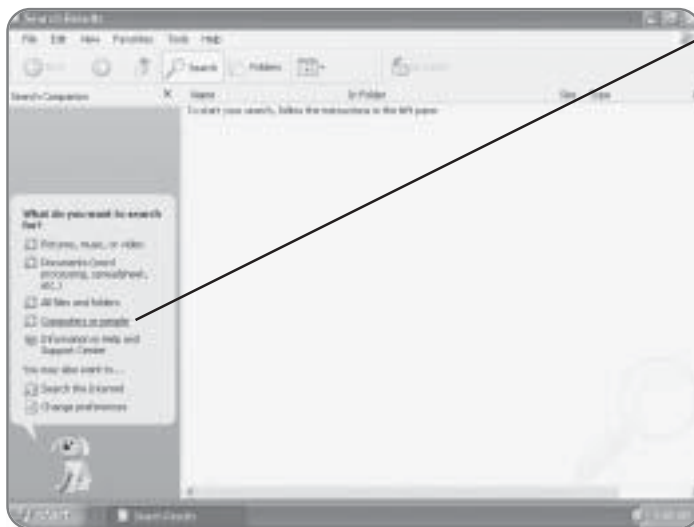 Search Results
File Edit View Favorites Tools Help
Back Search Folders
Search Companion Name In Folder Size Type
To start your search, follow the instructions in the left pane.
What do you want to search
for?
Pictures, music, or video
Documents (word
processing, spreadsheet,
etc.)
All files and folders
Computers or people
Information in Help and
Support Center
You may also want to...
Search the Internet
Change preferences
start Search Results